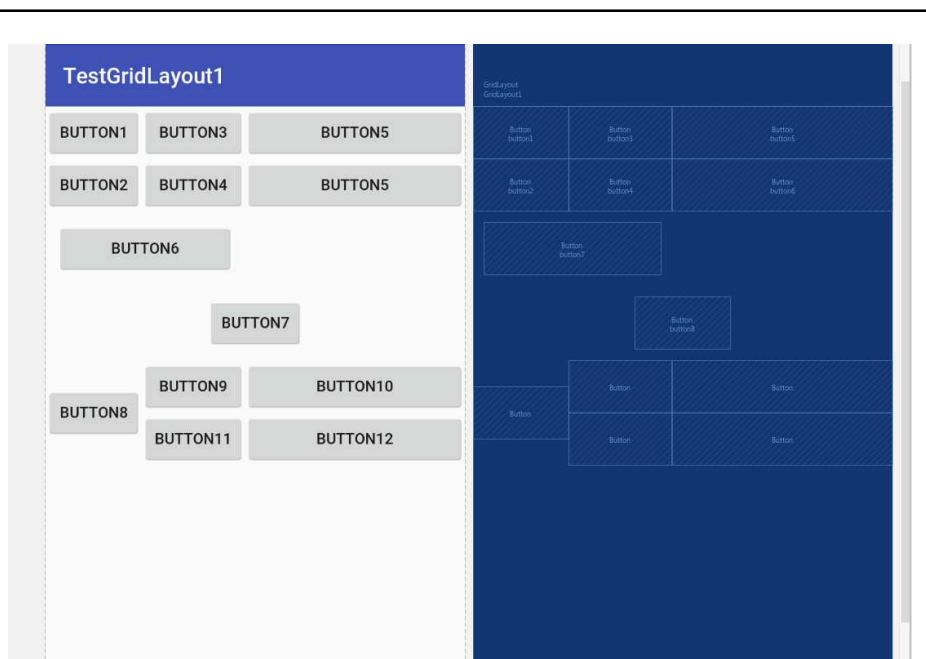 TestGridLayout1
BUTTON1 BUTTON3 BUTTON5
BUTTON2 BUTTON4 BUTTON5
BUTTON6
BUTTON7
BUTTON9 BUTTON10
BUTTON8
BUTTON11 BUTTON12
GridLayout
GridLayout1
Button Button Button
button1 button3 button5
Button Button Button
button2 button4 button6
Button
button7
Button
button8
Button Button
Button
Button Button